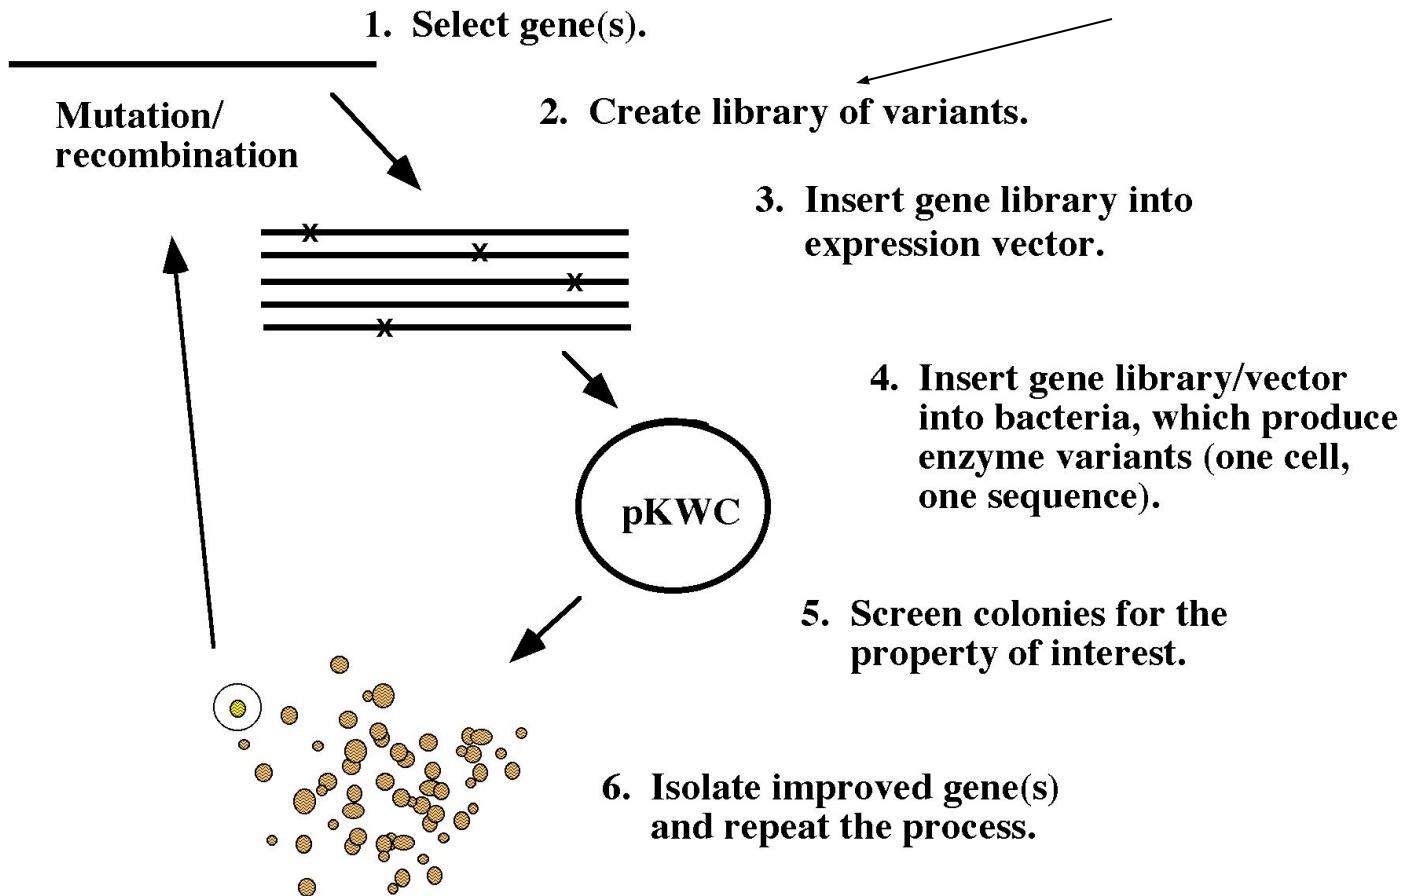 1. Select gene(s).
Mutation/
recombination
2. Create library of variants.
x
x
x
x
3. Insert gene library into
expression vector.
4. Insert gene library/vector
into bacteria, which produce
enzyme variants (one cell,
one sequence).
pKWC
5. Screen colonies for the
property of interest.
6. Isolate improved gene(s)
and repeat the process.